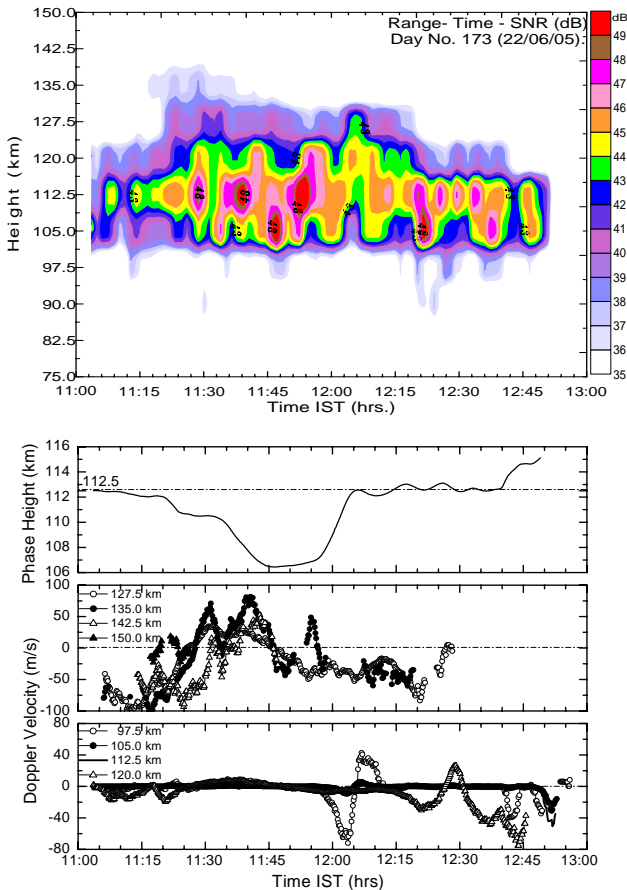 Range- Time - SNR (dB)
Day No. 173 (22/06/05).
dB
49
48
47
46
45
44
43
42
41
40
39
38
37
36
35
Height ( km)
150.0
142.5
135.0
127.5
120.0
112.5
105.0
97.5
90.0
82.5
75.0
11:00 11:15 11:30 11:45 12:00 12:15 12:30 12:45 13:00
Time IST (hrs.)
Phase Height (km)
116
114
112
110
108
106
112.5
Doppler Velocity (m/s)
100
50
0
-50
-100
127.5 km
135.0 km
142.5 km
150.0 km
80
40
0
-40
-80
97.5 km
105.0 km
112.5 km
120.0 km
11:00 11:15 11:30 11:45 12:00 12:15 12:30 12:45 13:00
Time IST (hrs)